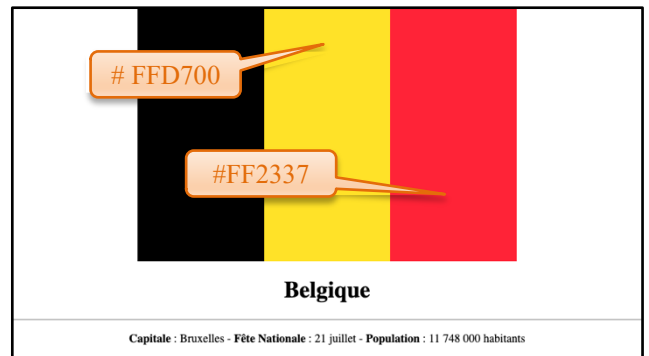 # FFD700
#FF2337
Belgique
Capitale : Bruxelles - Fête Nationale : 21 juillet - Population : 11 748 000 habitants